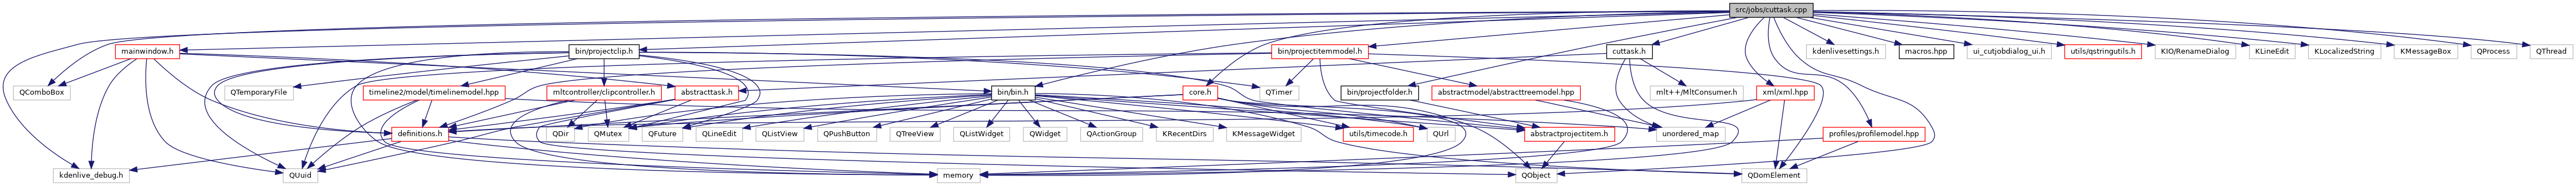 src/jobs/cuttask.cpp
mainwindow.h
bin/projectclip.h
bin/projectitemmodel.h
cuttask.h
kdenlivesettings.h
macros.hpp
ui_cutjobdialog_ui.h
utils/qstringutils.h
KIO/RenameDialog
KLineEdit
KLocalizedString
KMessageBox
QProcess
QThread
QComboBox
QTemporaryFile
timeline2/model/timelinemodel.hpp
mltcontroller/clipcontroller.h
abstracttask.h
bin/bin.h
core.h
QTimer
bin/projectfolder.h
abstractmodel/abstracttreemodel.hpp
mlt++/MltConsumer.h
xml/xml.hpp
definitions.h
QDir
QMutex
QFuture
QLineEdit
QListView
QPushButton
QTreeView
QListWidget
QWidget
QActionGroup
KRecentDirs
KMessageWidget
utils/timecode.h
QUrl
abstractprojectitem.h
unordered_map
profiles/profilemodel.hpp
kdenlive_debug.h
QUuid
memory
QObject
QDomElement